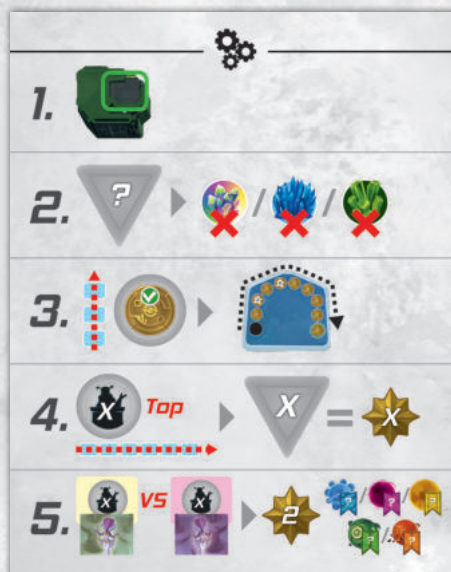 1.
2. ? / /
3.
4. X Top X = X
5. X VS X 2 ? / ? / ? ? / ... ?